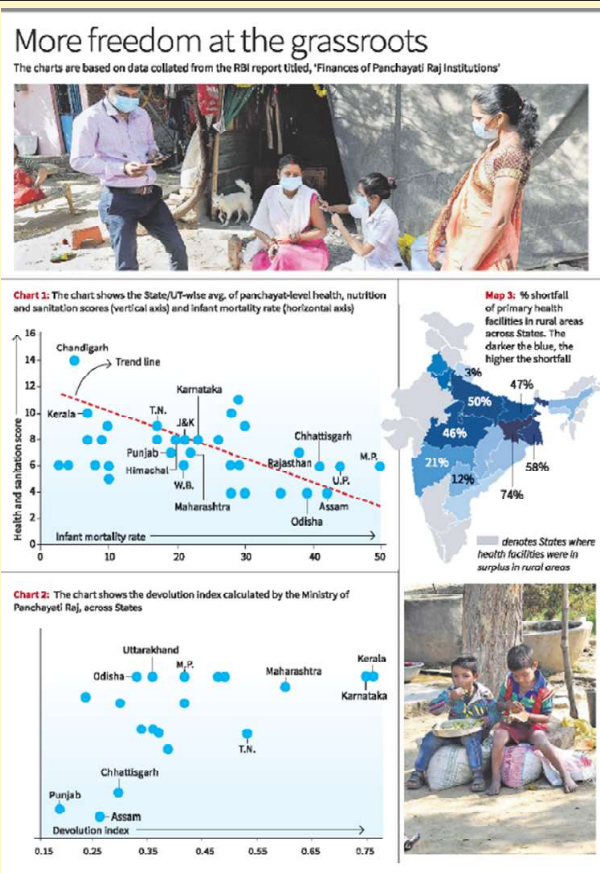 More freedom at the grassroots
The charts are based on data collated from the RBI report titled, 'Finances of Panchayati Raj Institutions'
Chart 1: The chart shows the State/UT-wise avg. of panchayat-level health, nutrition
and sanitation scores (vertical axis) and infant mortality rate (horizontal axis)
Health and sanitation score
16
14
12
10
8
6
4
2
0
Chandigarh
Trend line
Karnataka
Kerala
T.N.
J&K
Punjab
Himachal
W.B.
Maharashtra
Chhattisgarh
Rajasthan
M.P.
U.P.
Assam
Odisha
Infant mortality rate
0
10
20
30
40
50
Map 3: % shortfall
of primary health
facilities in rural areas
across States. The
darker the blue, the
higher the shortfall
3%
47%
50%
46%
21%
12%
58%
74%
denotes States where
health facilities were in
surplus in rural areas
Chart 2: The chart shows the devolution index calculated by the Ministry of
Panchayati Raj, across States
Uttarakhand
Odisha
M.P.
Maharashtra
Kerala
Karnataka
T.N.
Chhattisgarh
Punjab
Assam
Devolution index
0.15
0.25
0.35
0.45
0.55
0.65
0.75